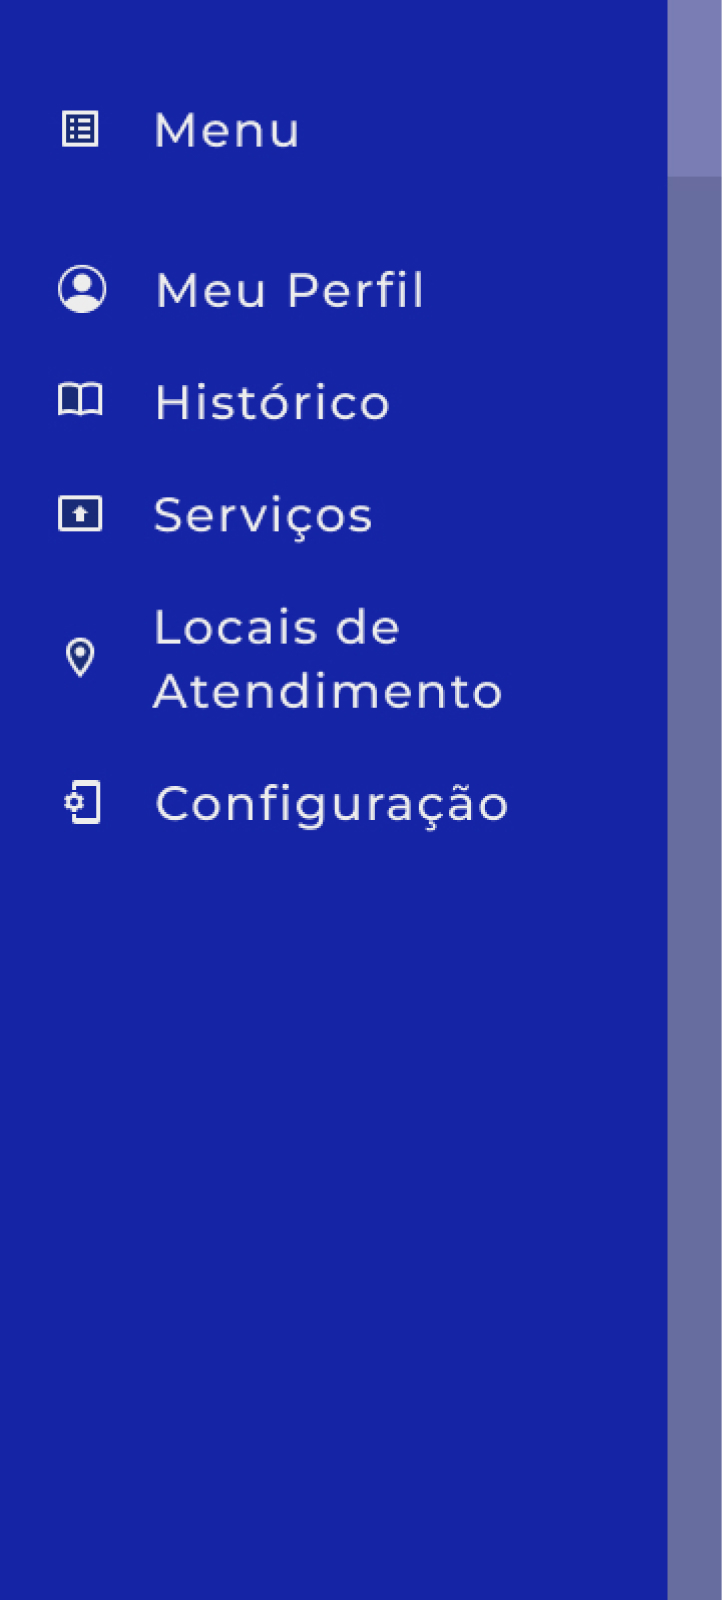 Menu
Meu Perfil
Histórico
Serviços
Locais de
Atendimento
Configuração